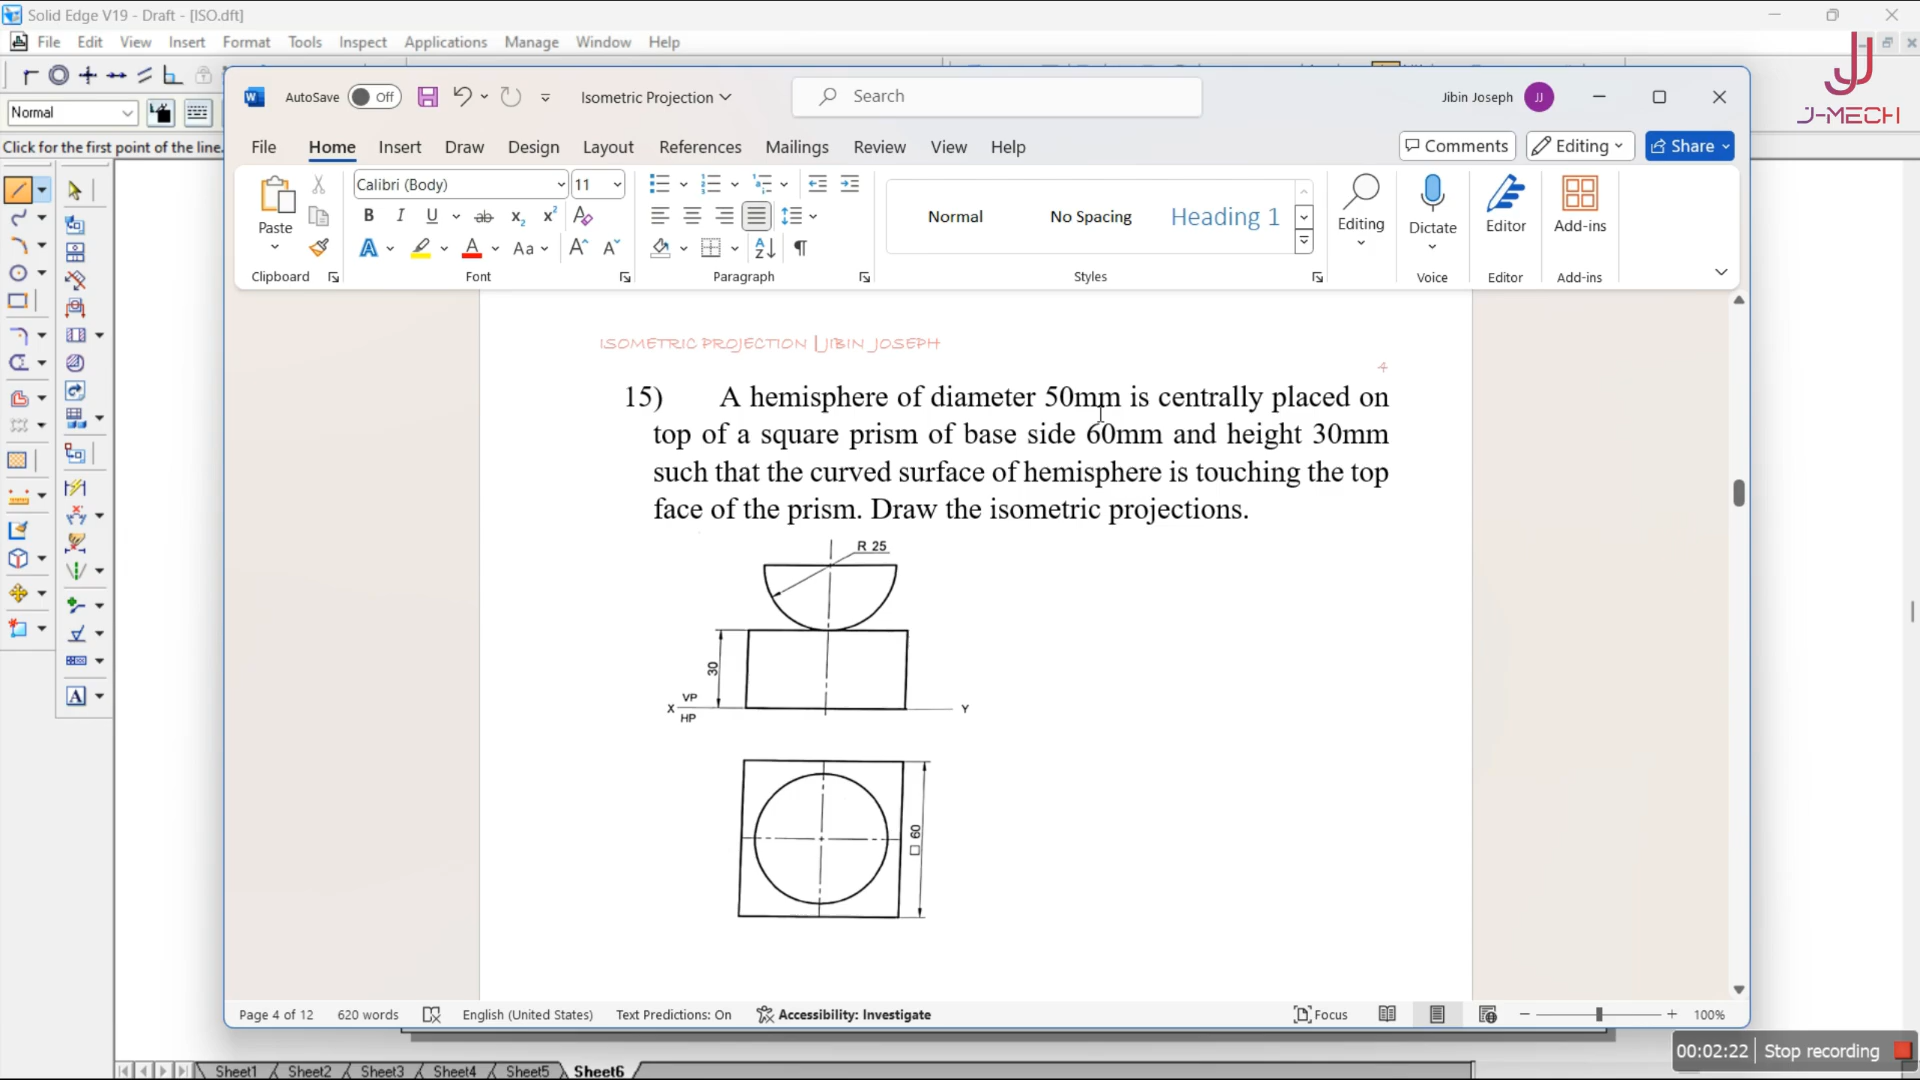 Solid Edge V19 - Draft - [ISO.dft]
File Edit View Insert Format Tools Inspect Applications Manage Window Help
J-MECH
Normal
Click for the first point of the line.
AutoSave Off Isometric Projection Search Jibin Joseph JJ
File Home Insert Draw Design Layout References Mailings Review View Help Comments Editing Share
Paste Calibri (Body) 11 Normal No Spacing Heading 1 Editing Dictate Editor Add-ins
Clipboard Font Paragraph Styles Voice Editor Add-ins
ISOMETRIC PROJECTION |JIBIN JOSEPH
4
15) A hemisphere of diameter 50mm is centrally placed on
top of a square prism of base side 60mm and height 30mm
such that the curved surface of hemisphere is touching the top
face of the prism. Draw the isometric projections.
R 25
30
VP
X Y
HP
□ 60
Page 4 of 12 620 words English (United States) Text Predictions: On Accessibility: Investigate Focus 100%
00:02:22 Stop recording
Sheet1 Sheet2 Sheet3 Sheet4 Sheet5 Sheet6